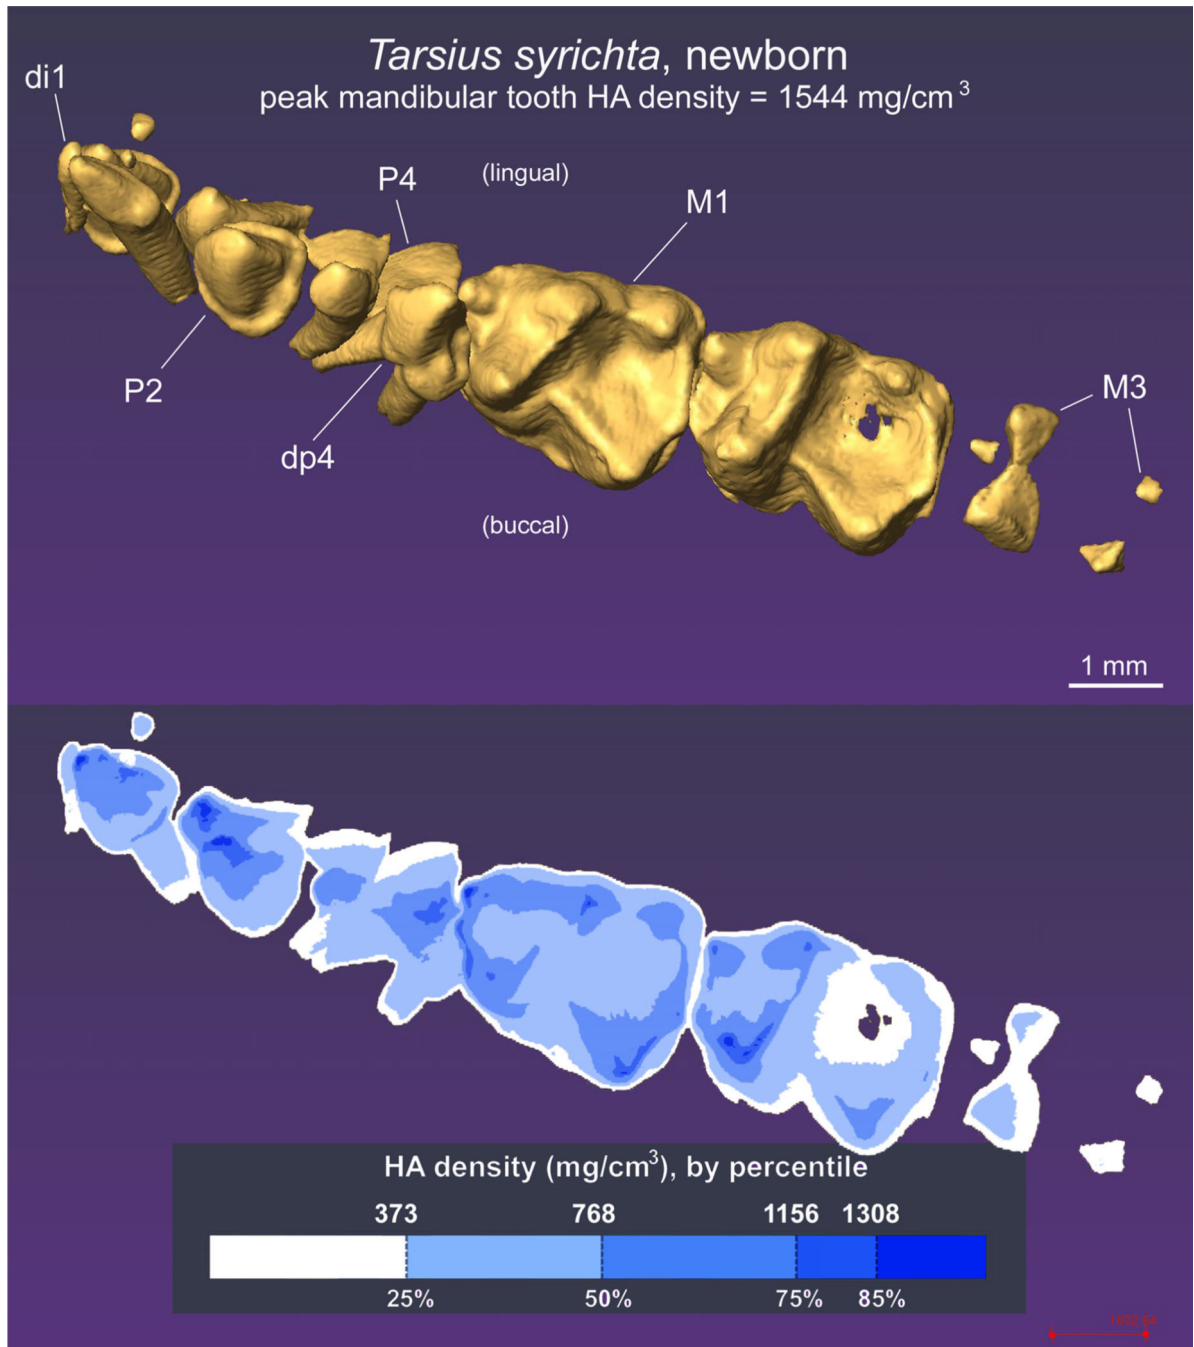 Tarsius syrichta, newborn
peak mandibular tooth HA density = 1544 mg/cm³
di1
P4
(lingual)
M1
P2
M3
dp4
(buccal)
1 mm
HA density (mg/cm³), by percentile
373 768 1156 1308
25% 50% 75% 85%